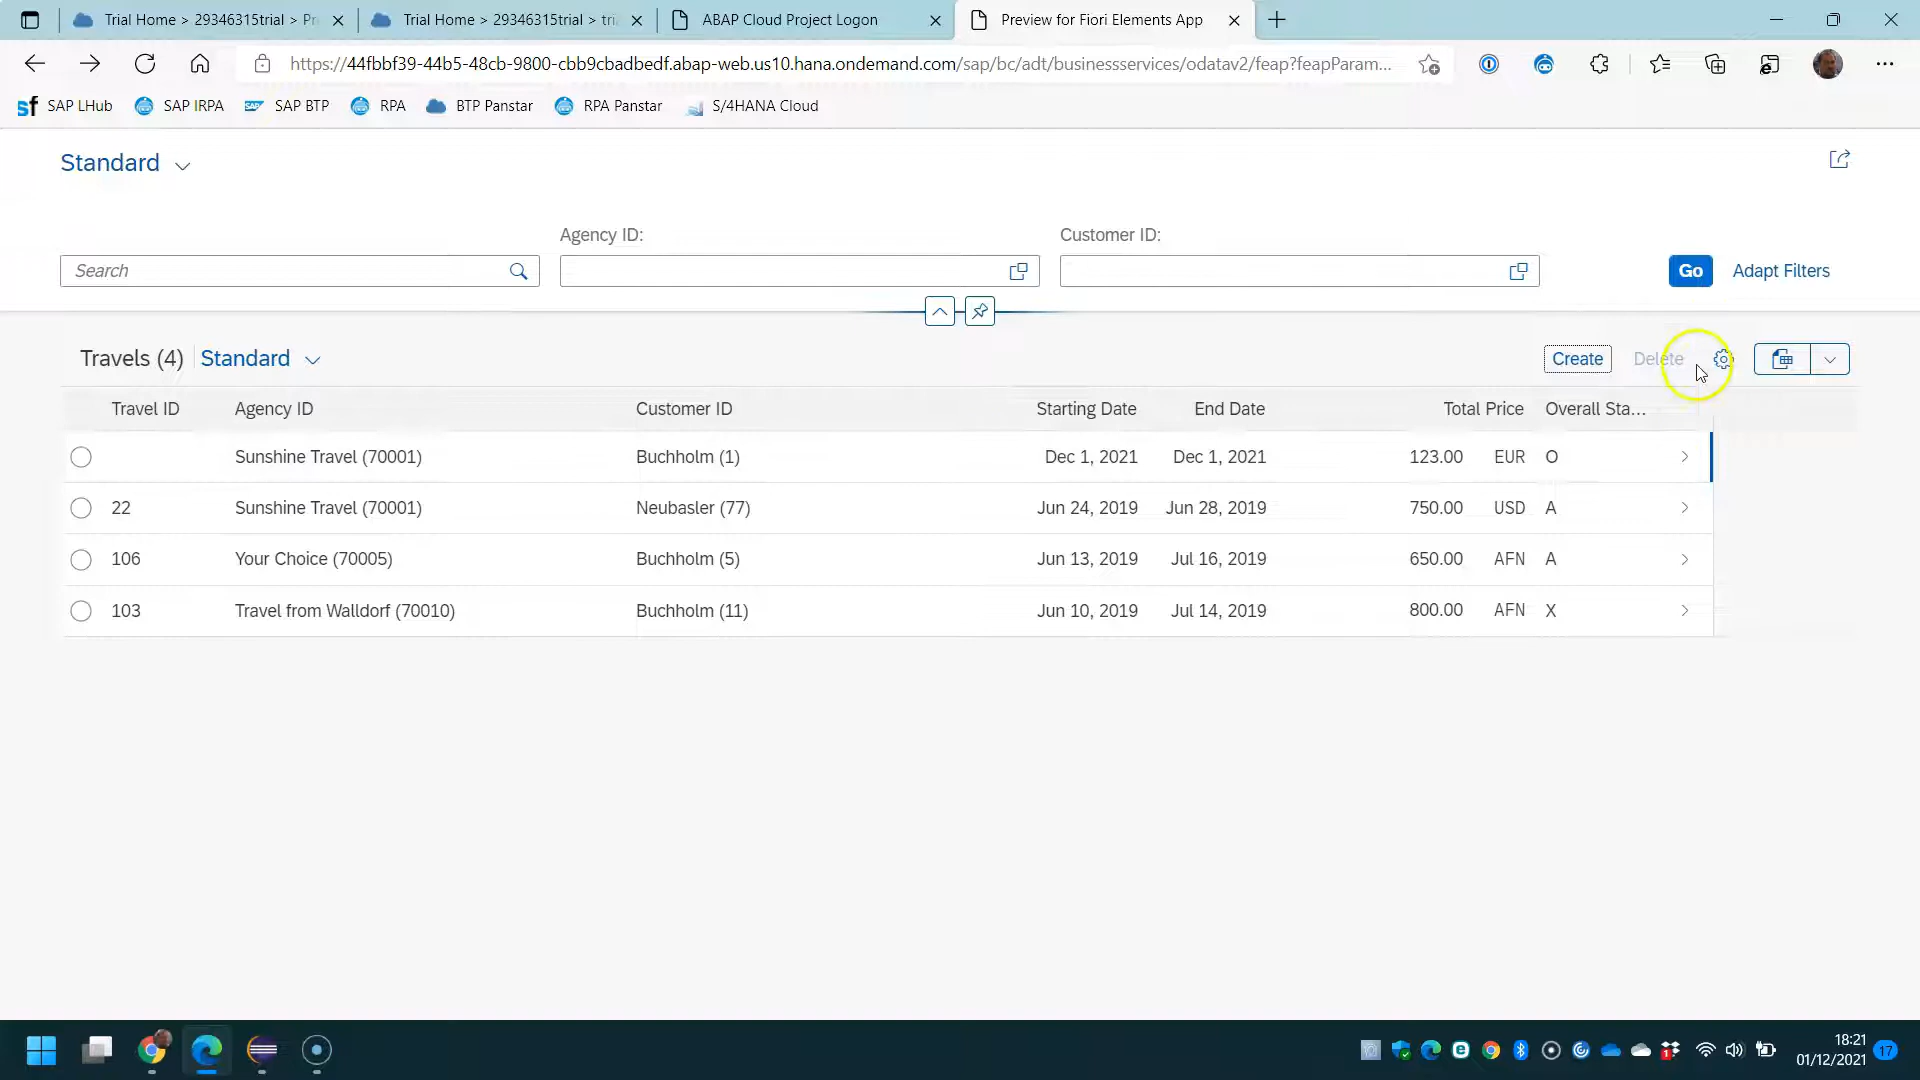 Trial Home > 29346315trial > Pr
Trial Home > 29346315trial > tri
ABAP Cloud Project Logon
Preview for Fiori Elements App
https://44fbbf39-44b5-48cb-9800-cbb9cbadbedf.abap-web.us10.hana.ondemand.com/sap/bc/adt/businessservices/odatav2/feap?feapParam...
sf SAP LHub
SAP IRPA
SAP SAP BTP
RPA
BTP Panstar
RPA Panstar
S/4HANA Cloud
Standard
Agency ID:
Customer ID:
Search
Go
Adapt Filters
Travels (4)
Standard
Create
Delete
Travel ID Agency ID Customer ID Starting Date End Date Total Price Overall Sta...
Sunshine Travel (70001) Buchholm (1) Dec 1, 2021 Dec 1, 2021 123.00 EUR O
22 Sunshine Travel (70001) Neubasler (77) Jun 24, 2019 Jun 28, 2019 750.00 USD A
106 Your Choice (70005) Buchholm (5) Jun 13, 2019 Jul 16, 2019 650.00 AFN A
103 Travel from Walldorf (70010) Buchholm (11) Jun 10, 2019 Jul 14, 2019 800.00 AFN X
18:21
01/12/2021
17